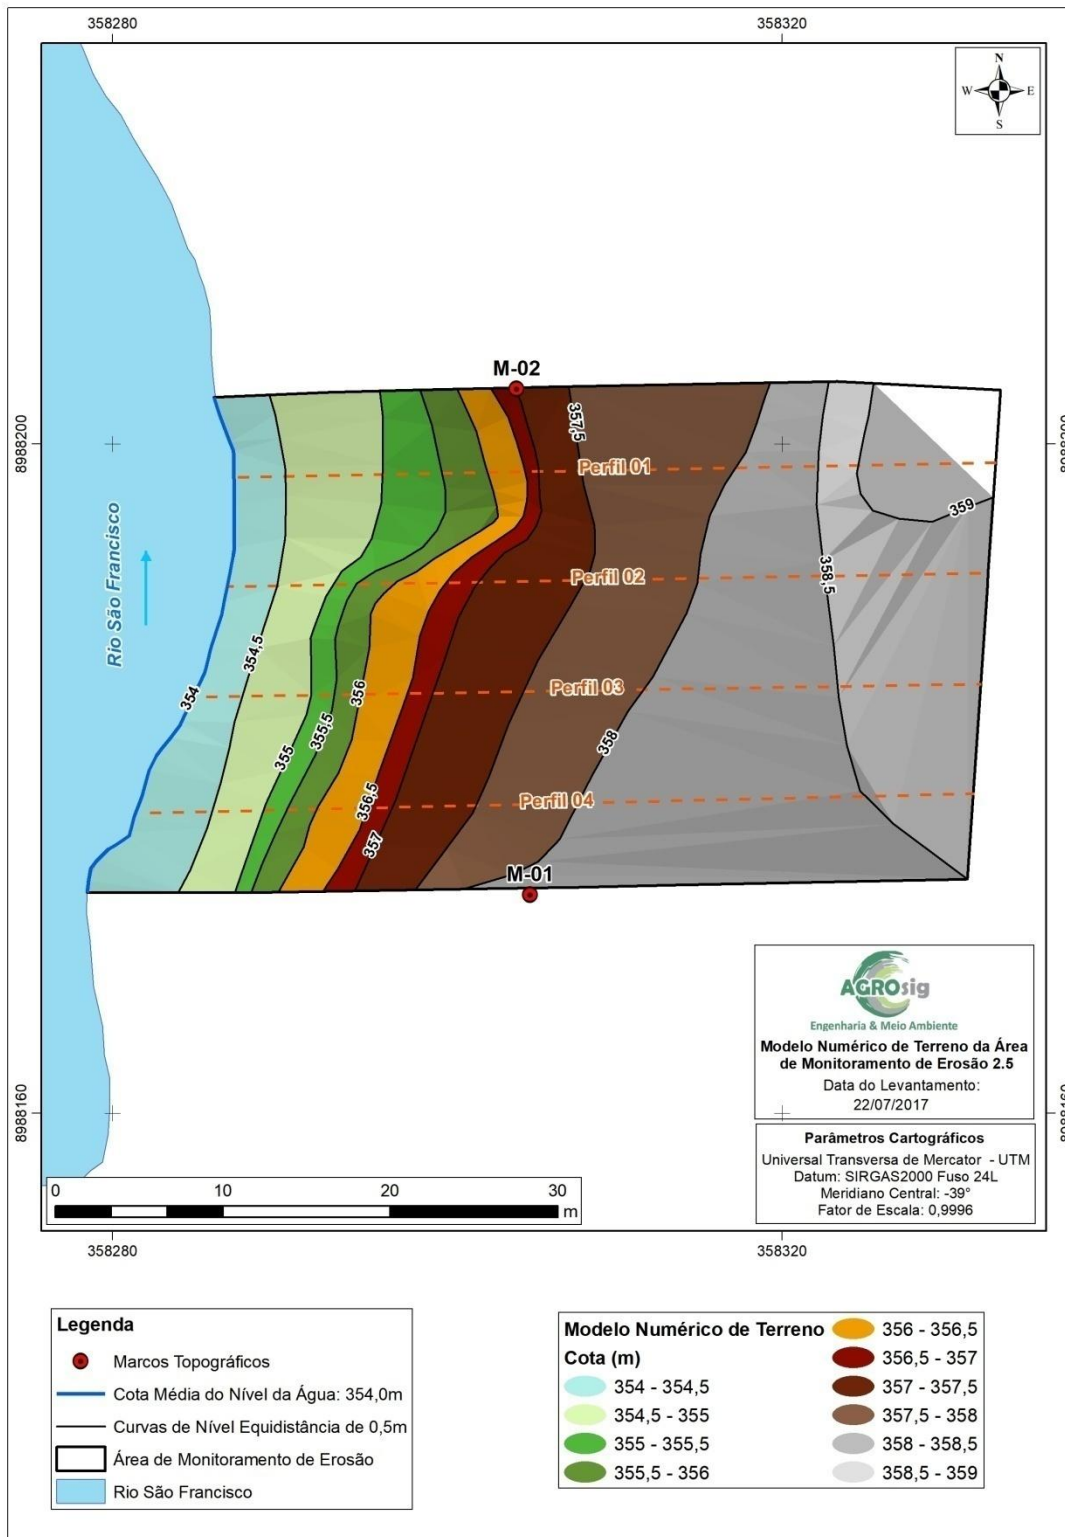 358280
358320
N
W
E
S
M-02
8988200
8988200
357,5
Perfil 01
359
Rio São Francisco
Perfil 02
358,5
354,5
354
356
Perfil 03
355,5
355
358
356,5
Perfil 04
357
M-01
AGROsig
Engenharia & Meio Ambiente
Modelo Numérico de Terreno da Área
de Monitoramento de Erosão 2.5
Data do Levantamento:
22/07/2017
8988160
8988160
Parâmetros Cartográficos
Universal Transversa de Mercator - UTM
Datum: SIRGAS2000 Fuso 24L
Meridiano Central: -39°
Fator de Escala: 0,9996
0 10 20 30
m
358280
358320
Legenda
Marcos Topográficos
Cota Média do Nível da Água: 354,0m
Curvas de Nível Equidistância de 0,5m
Área de Monitoramento de Erosão
Rio São Francisco
Modelo Numérico de Terreno
Cota (m)
354 - 354,5
354,5 - 355
355 - 355,5
355,5 - 356
356 - 356,5
356,5 - 357
357 - 357,5
357,5 - 358
358 - 358,5
358,5 - 359